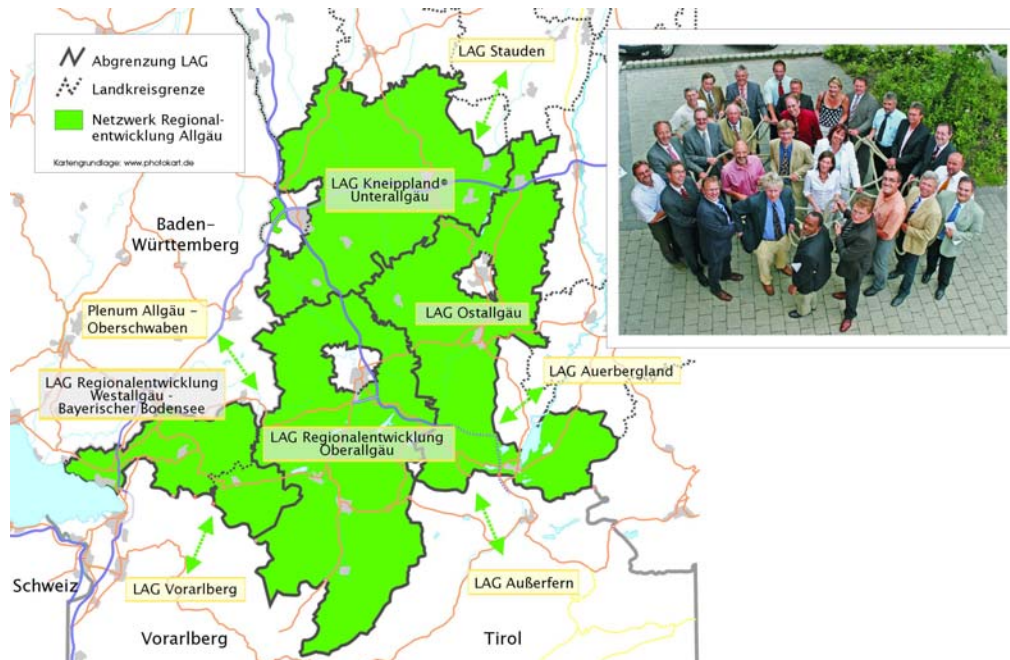 Abgrenzung LAG
Landkreisgrenze
Netzwerk Regional-
entwicklung Allgäu
Kartengrundlage: www.photokart.de
LAG Stauden
LAG Kneippland®
Unterallgäu
Baden-
Württemberg
Plenum Allgäu –
Oberschwaben
LAG Ostallgäu
LAG Regionalentwicklung
Westallgäu -
Bayerischer Bodensee
LAG Auerbergland
LAG Regionalentwicklung
Oberallgäu
Schweiz
LAG Vorarlberg
LAG Außerfern
Vorarlberg
Tirol